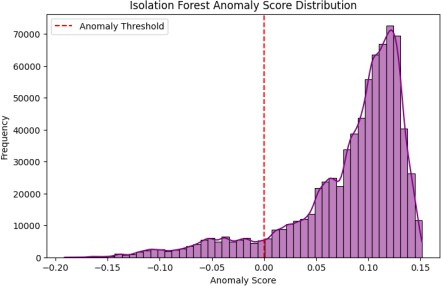 Isolation Forest Anomaly Score Distribution
Anomaly Threshold
70000
60000
50000
40000
30000
20000
10000
0
Frequency
−0.20 −0.15 −0.10 −0.05 0.00 0.05 0.10 0.15
Anomaly Score